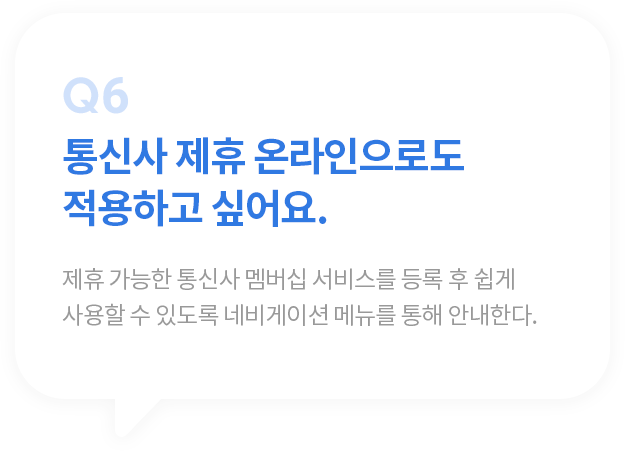 Q6
통신사 제휴 온라인으로도
적용하고 싶어요.
제휴 가능한 통신사 멤버십 서비스를 등록 후 쉽게
사용할 수 있도록 네비게이션 메뉴를 통해 안내한다.